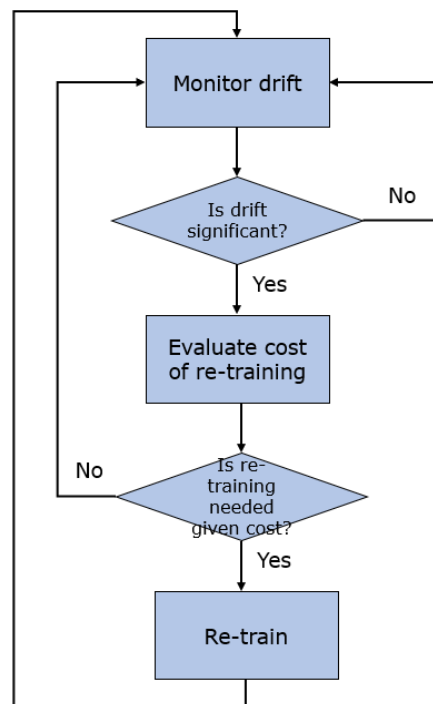 Monitor drift
Is drift
significant?
No
Yes
Evaluate cost
of re-training
Is re-
training
needed
given cost?
No
Yes
Re-train